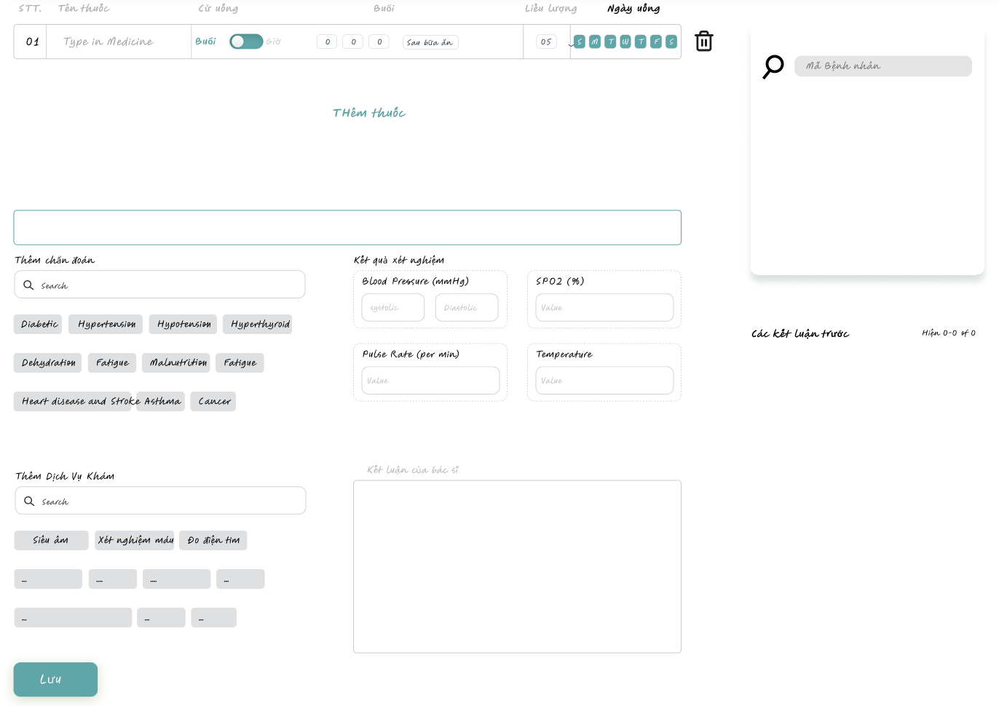 STT. Tên thuốc Cử uống Buổi Liều lượng Ngày uống
01 Type in Medicine Buổi Giờ 0 0 0 Sau bữa ăn 05 S M T W T F S
Mã Bệnh nhân
THêm thuốc
Thêm chẩn đoán
Search
Diabetic Hypertension Hypotension Hyperthyroid
Dehydration Fatigue Malnutrition Fatigue
Heart disease and Stroke Asthma Cancer
Kết quả xét nghiệm
Blood Pressure (mmHg) SPO2 (%)
systolic Diastolic Value
Pulse Rate (per min) Temperature
Value Value
Các kết luận trước Hiện 0-0 of 0
Thêm Dịch Vụ Khám
Search
Siêu âm Xét nghiệm máu Đo điện tim
... .... .... ...
... ... ...
Kết luận của bác sĩ
Lưu